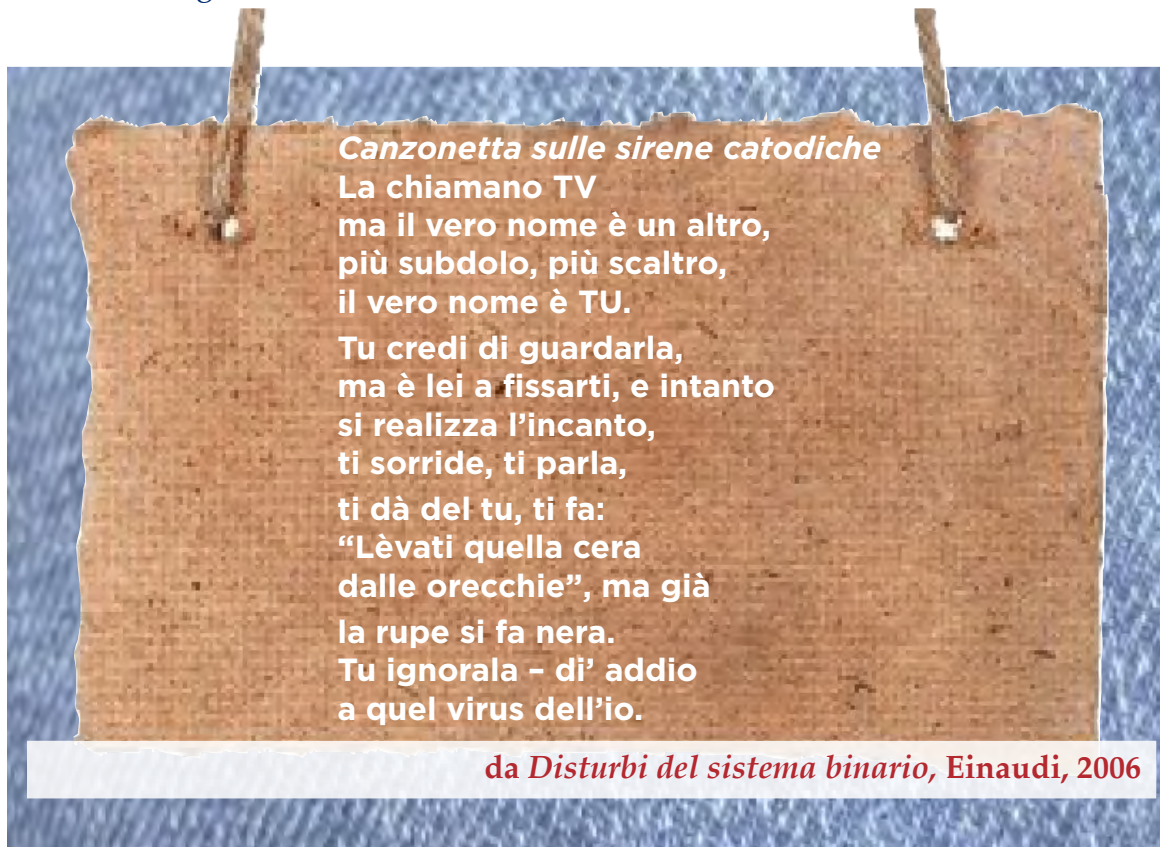 Canzonetta sulle sirene catodiche
La chiamano TV
ma il vero nome è un altro,
più subdolo, più scaltro,
il vero nome è TU.
Tu credi di guardarla,
ma è lei a fissarti, e intanto
si realizza l’incanto,
ti sorride, ti parla,
ti dà del tu, ti fa:
“Lèvati quella cera
dalle orecchie”, ma già
la rupe si fa nera.
Tu ignorala – di’ addio
a quel virus dell’io.
da Disturbi del sistema binario, Einaudi, 2006